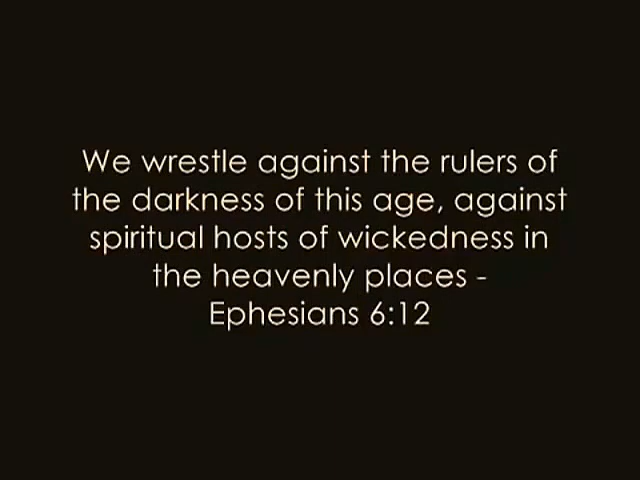 We wrestle against the rulers of
the darkness of this age, against
spiritual hosts of wickedness in
the heavenly places -
Ephesians 6:12